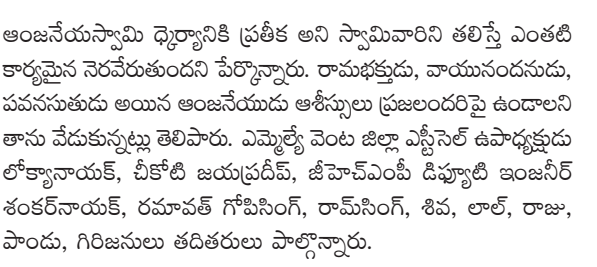 ఆంజనేయస్వామి ధ్కైర్యానికి ప్రతీక అని స్వామివారిని తలిస్తే ఎంతటి
కార్యమైన నెరవేరుతుందని పేర్కొన్నారు. రామభక్తుడు, వాయునందనుడు,
పవనసుతుడు అయిన ఆంజనేయుడు ఆశీస్సులు ప్రజలందరిపై ఉండాలని
తాను వేడుకున్నట్లు తెలిపారు. ఎమ్మెల్యే వెంట జిల్లా ఎస్టీసెల్ ఉపాధ్యక్షుడు
లోక్యానాయక్, చీకోటి జయప్రదీప్, జీహెచ్ఎంపీ డిప్యూటి ఇంజనీర్
శంకర్‌నాయక్, రమావత్ గోపిసింగ్, రామ్‌సింగ్, శివ, లాల్, రాజు,
పాండు, గిరిజనులు తదితరులు పాల్గొన్నారు.